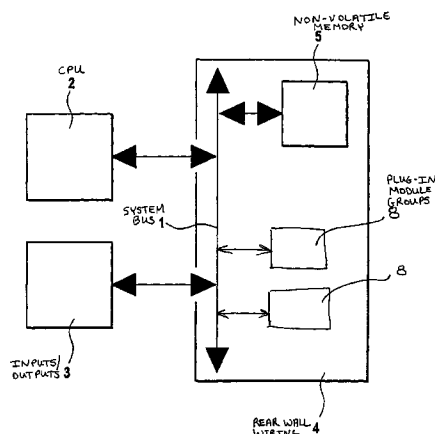 NON-VOLATILE
MEMORY
5
CPU
2
PLUG-IN
MODULE
GROUPS
8
SYSTEM
BUS 1
8
INPUTS/
OUTPUTS 3
REAR WALL
WIRING 4